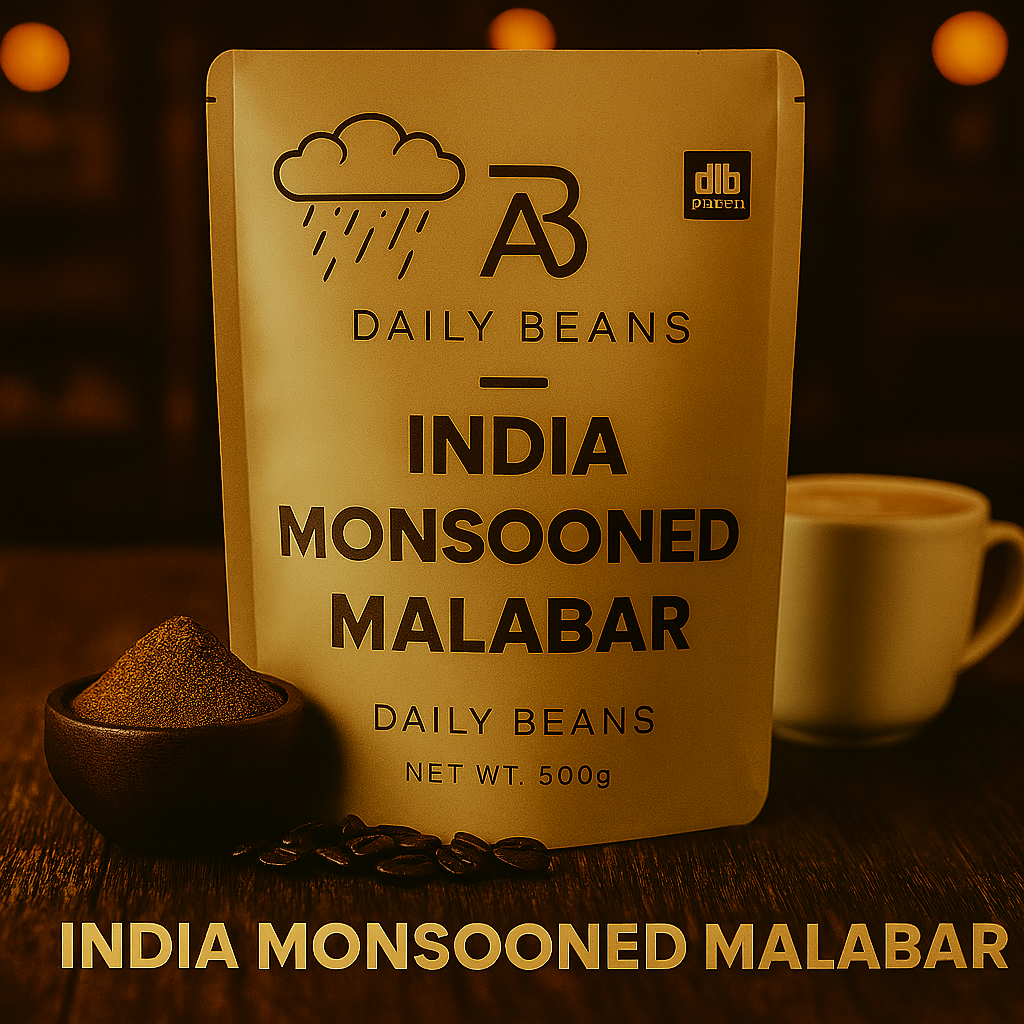 AB
dlb
DAILY BEANS
INDIA
MONSOONED
MALABAR
DAILY BEANS
NET WT. 500g
INDIA MONSOONED MALABAR